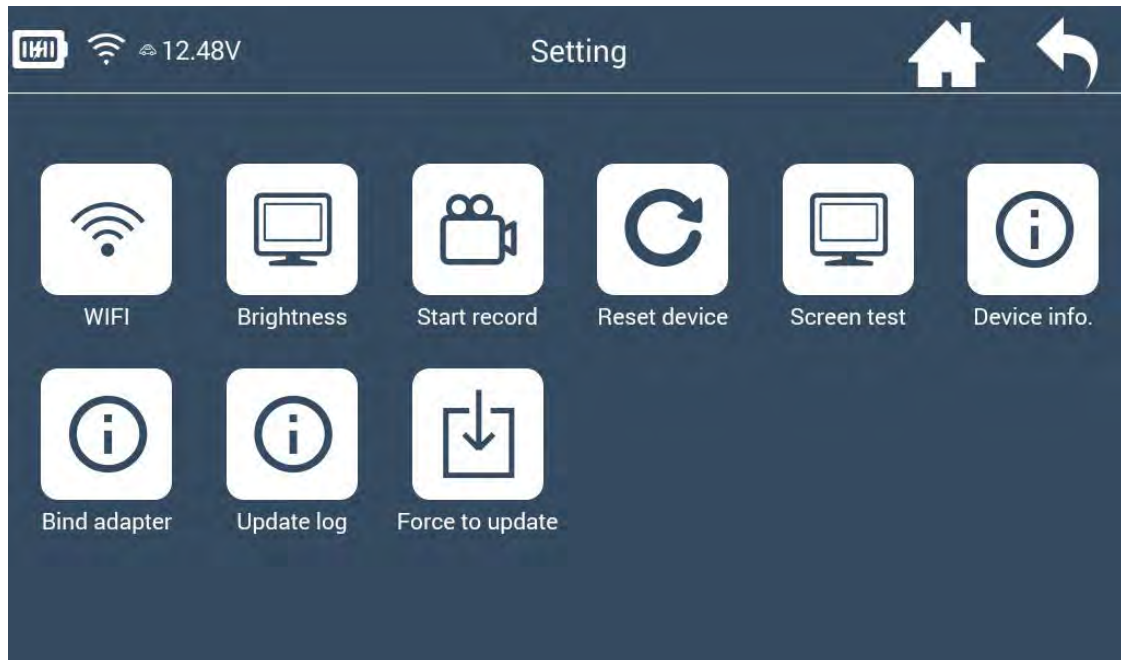 12.48V
Setting
WIFI Brightness Start record Reset device Screen test Device info.
Bind adapter Update log Force to update